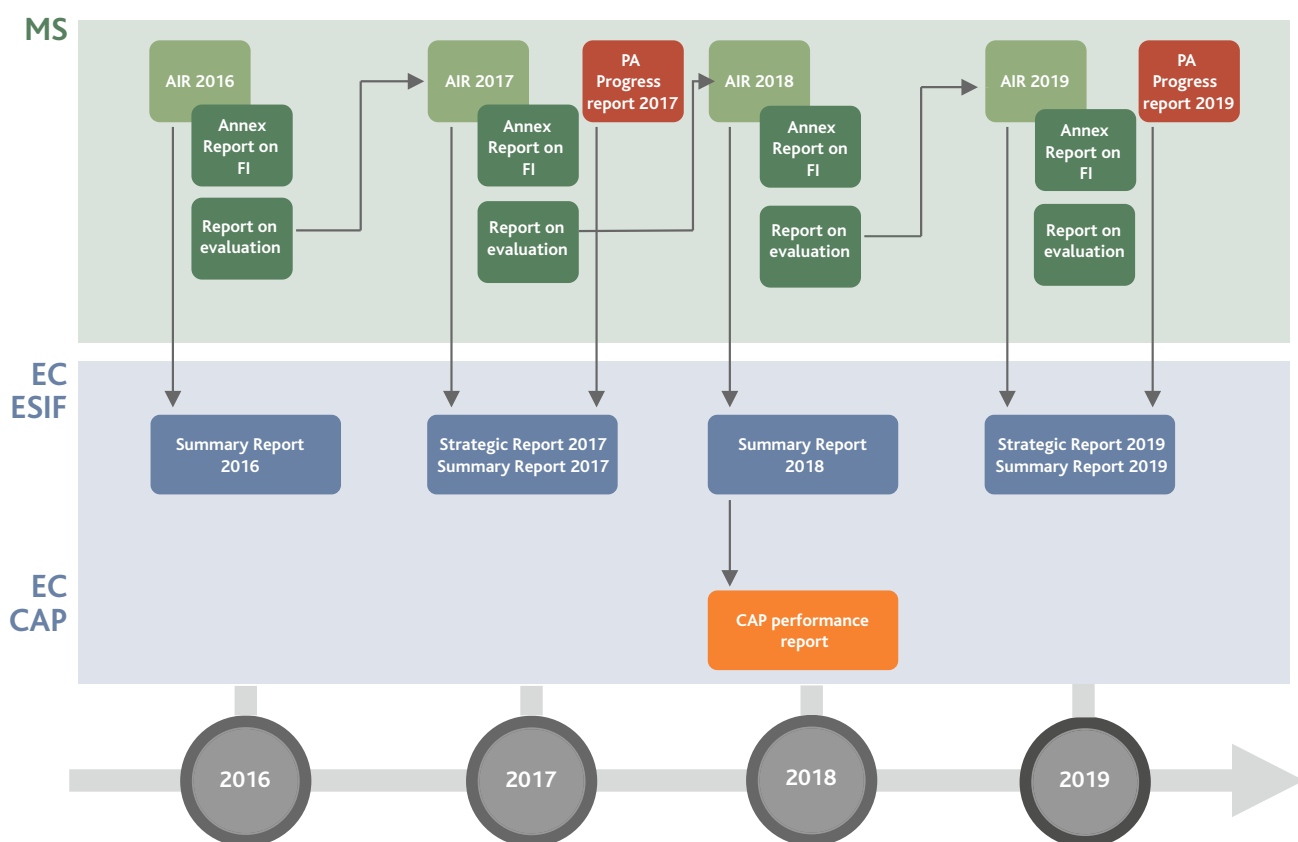 MS
AIR 2016
Annex
Report on
FI
Report on
evaluation
AIR 2017
Annex
Report on
FI
Report on
evaluation
PA
Progress
report 2017
AIR 2018
Annex
Report on
FI
Report on
evaluation
AIR 2019
Annex
Report on
FI
Report on
evaluation
PA
Progress
report 2019
EC
ESIF
Summary Report
2016
Strategic Report 2017
Summary Report 2017
Summary Report
2018
Strategic Report 2019
Summary Report 2019
EC
CAP
CAP performance
report
2016
2017
2018
2019